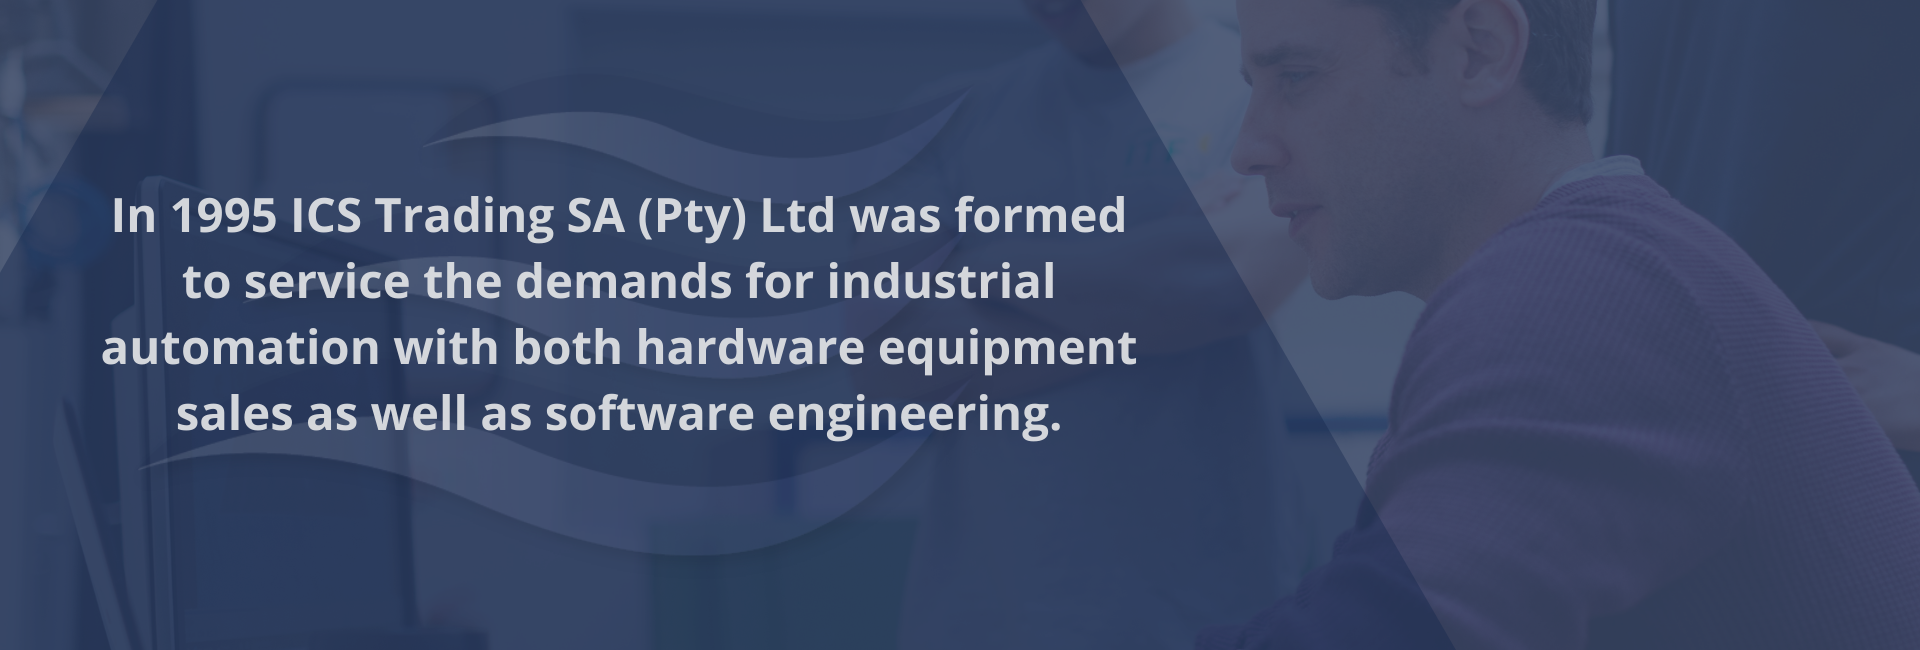 In 1995 ICS Trading SA (Pty) Ltd was formed
to service the demands for industrial
automation with both hardware equipment
sales as well as software engineering.